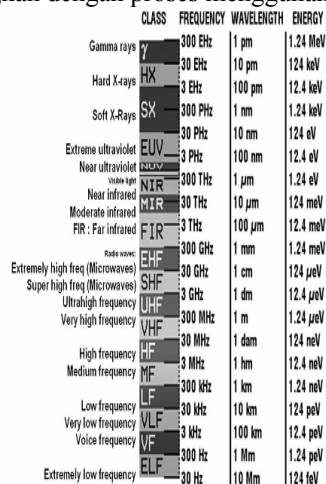 dengan proses menggunakan
CLASS FREQUENCY WAVELENGTH ENERGY
300 EHz 1 pm 1.24 MeV
Gamma rays γ
30 EHz 10 pm 124 keV
Hard X-rays HX
3 EHz 100 pm 12.4 keV
Soft X-Rays SX
300 PHz 1 nm 1.24 keV
30 PHz 10 nm 124 eV
Extreme ultraviolet EUV
3 PHz 100 nm 12.4 eV
Near ultraviolet NUV
Visible light
300 THz 1 µm 1.24 eV
Near infrared NIR
Moderate infrared MIR
30 THz 10 µm 124 meV
FIR : Far infrared FIR
3 THz 100 µm 12.4 meV
300 GHz 1 mm 1.24 meV
Radio waves:
Extremely high freq (Microwaves) EHF
30 GHz 1 cm 124 µeV
Super high freq (Microwaves) SHF
3 GHz 1 dm 12.4 µeV
Ultrahigh frequency UHF
300 MHz 1 m 1.24 µeV
Very high frequency VHF
30 MHz 1 dam 124 neV
High frequency HF
3 MHz 1 hm 12.4 neV
Medium frequency MF
300 kHz 1 km 1.24 neV
Low frequency LF
30 kHz 10 km 124 peV
Very low frequency VLF
3 kHz 100 km 12.4 peV
Voice frequency VF
300 Hz 1 Mm 1.24 peV
Extremely low frequency ELF
30 Hz 10 Mm 124 feV